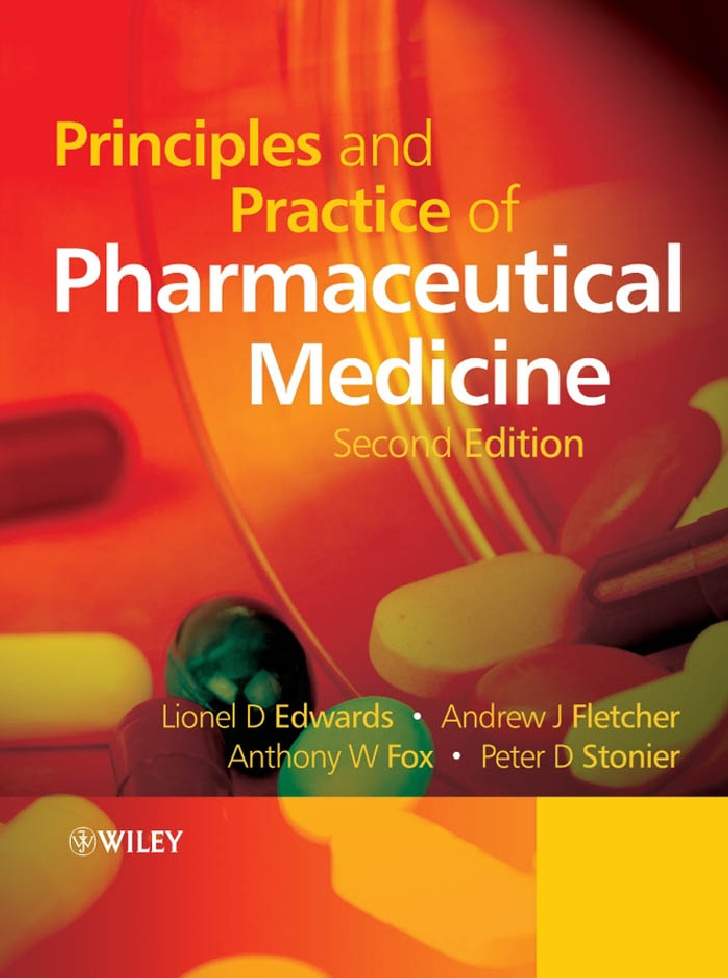 Principles and
Practice of
Pharmaceutical
Medicine
Second Edition
Lionel D Edwards • Andrew J Fletcher
Anthony W Fox • Peter D Stonier
WILEY